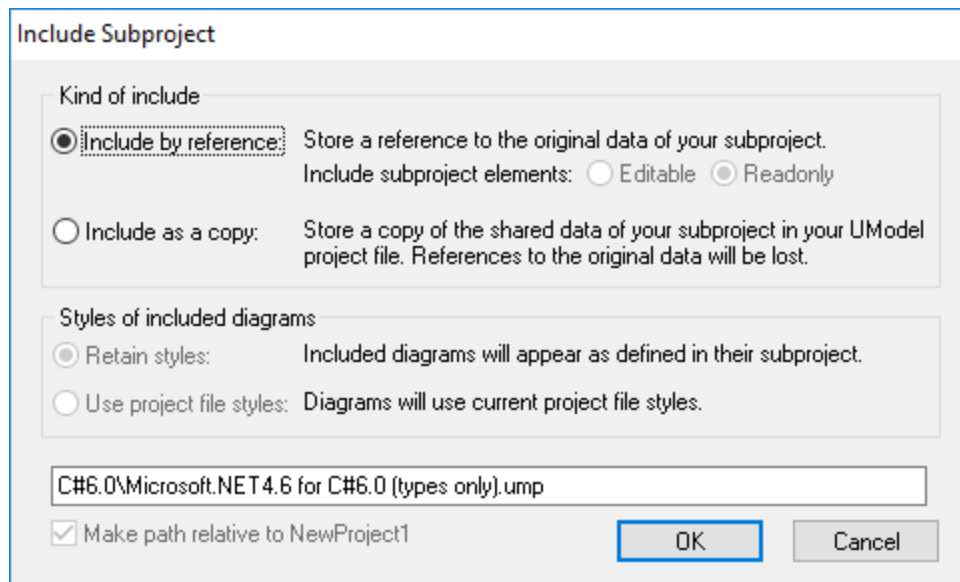 Include Subproject
Kind of include
Include by reference: Store a reference to the original data of your subproject.
Include subproject elements: Editable Readonly
Include as a copy: Store a copy of the shared data of your subproject in your UModel
project file. References to the original data will be lost.
Styles of included diagrams
Retain styles: Included diagrams will appear as defined in their subproject.
Use project file styles: Diagrams will use current project file styles.
C#6.0\Microsoft.NET4.6 for C#6.0 (types only).ump
Make path relative to NewProject1 OK Cancel